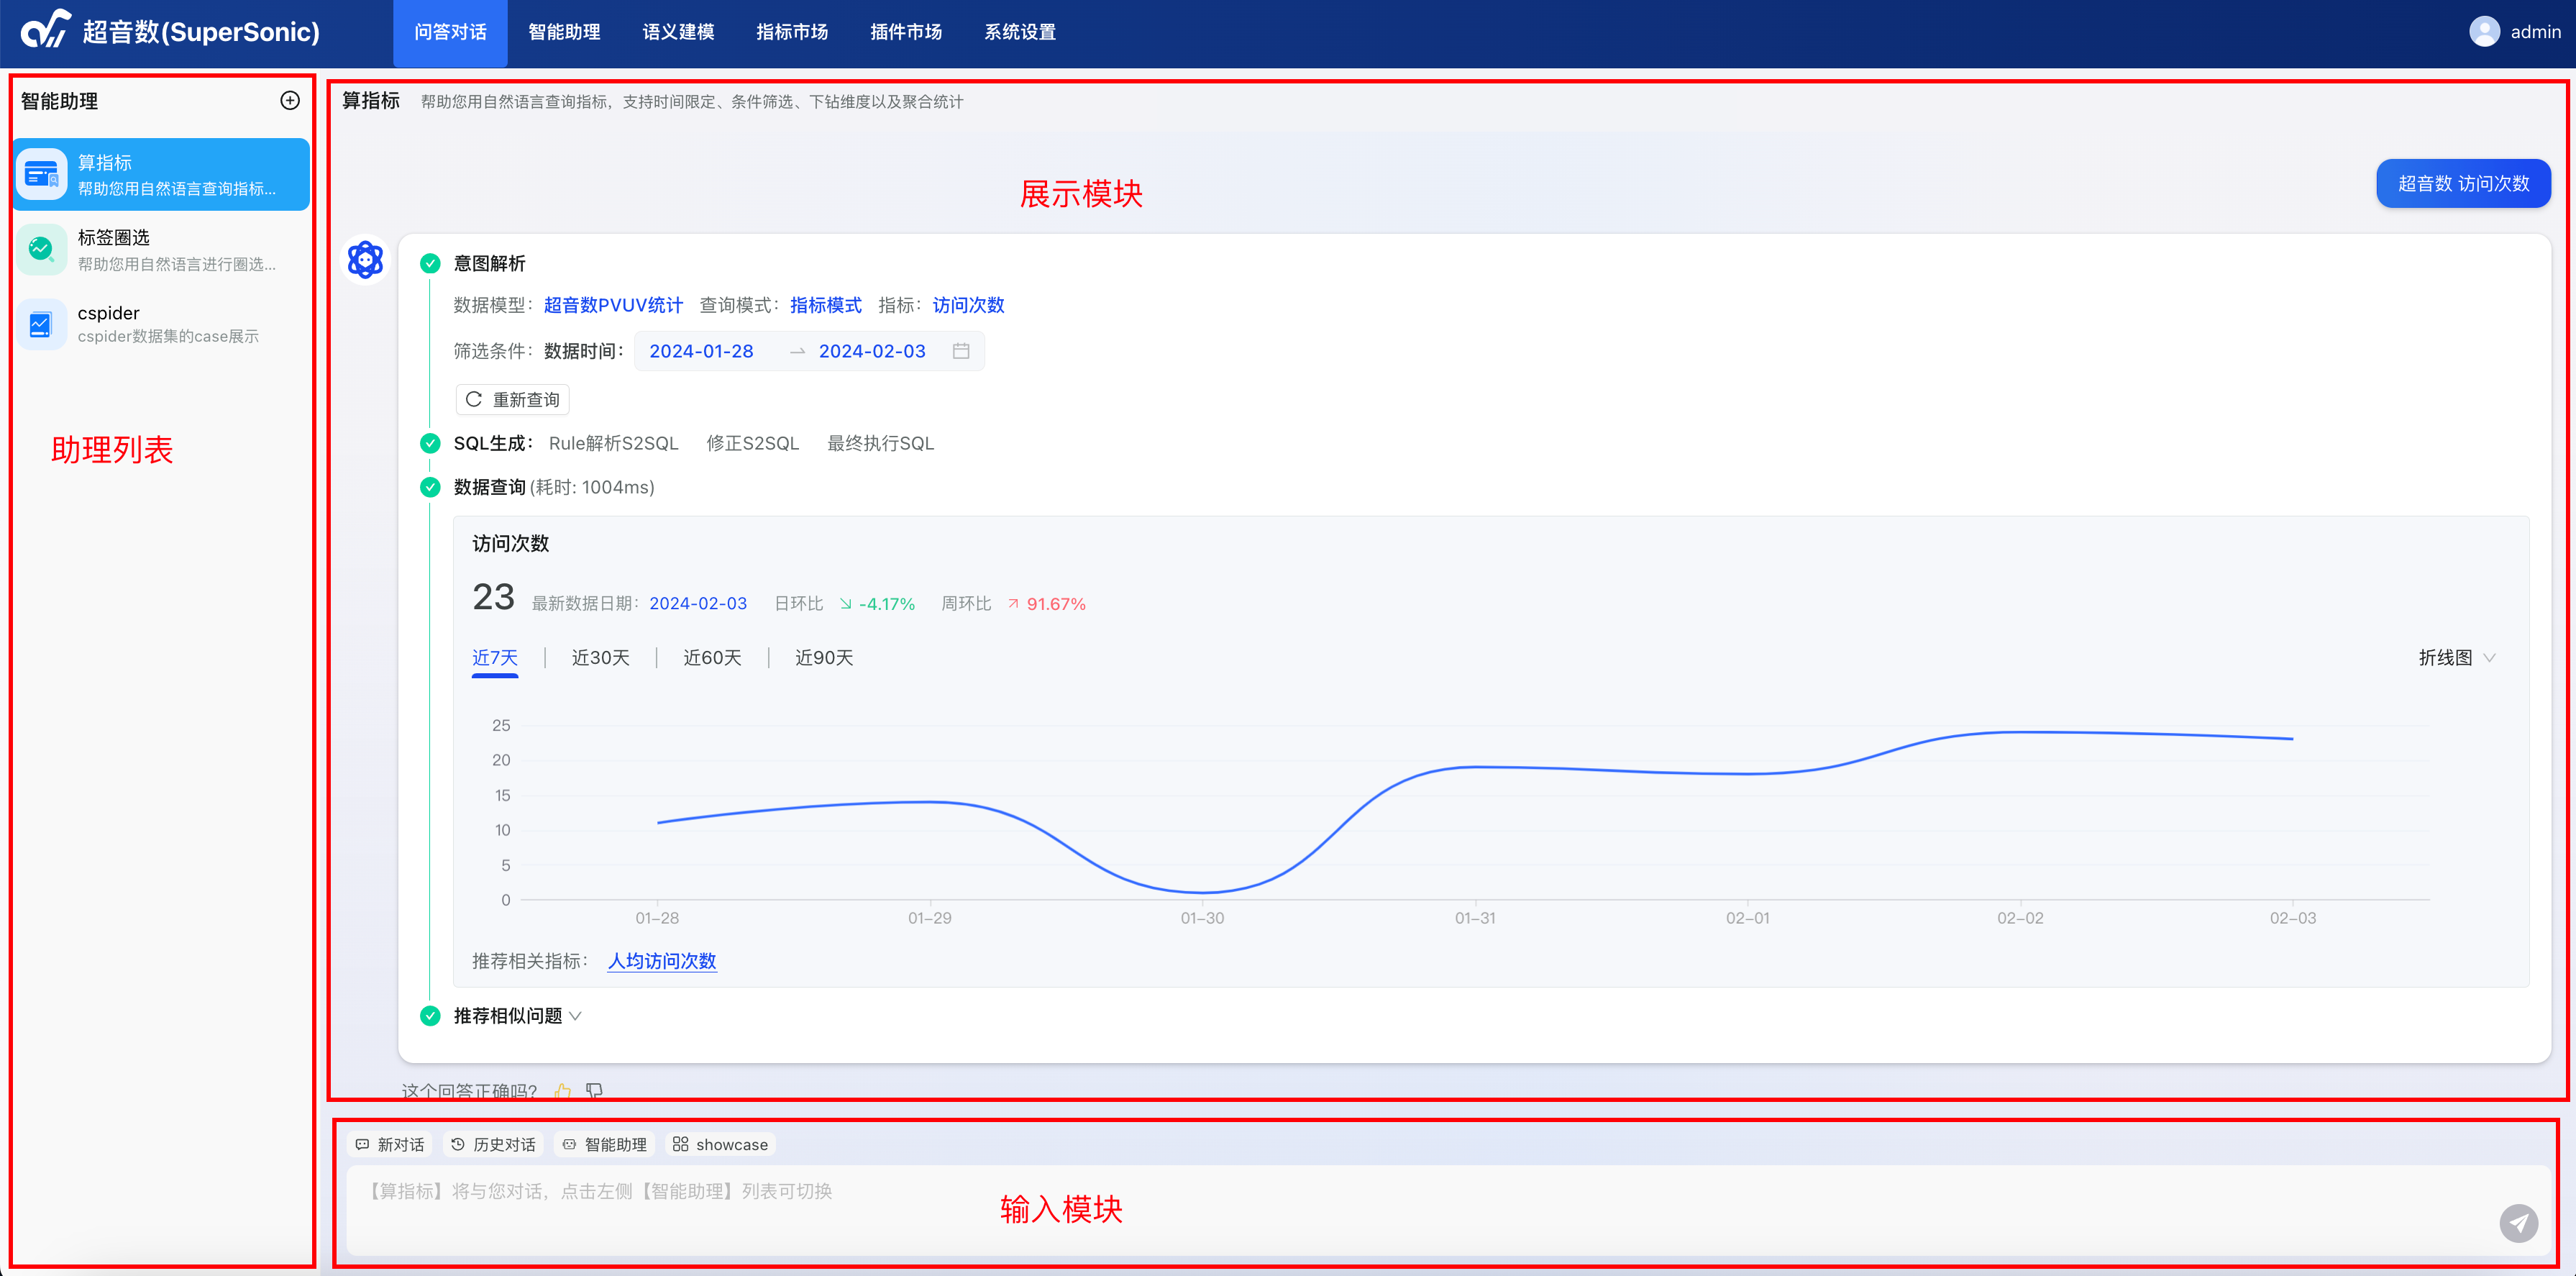 超音数(SuperSonic) 问答对话 智能助理 语义建模 指标市场 插件市场 系统设置 admin
智能助理
算指标
帮助您用自然语言查询指标...
标签圈选
帮助您用自然语言进行圈选...
cspider
cspider数据集的case展示
助理列表
算指标 帮助您用自然语言查询指标，支持时间限定、条件筛选、下钻维度以及聚合统计
展示模块
超音数 访问次数
意图解析
数据模型： 超音数PVUV统计 查询模式： 指标模式 指标： 访问次数
筛选条件： 数据时间： 2024-01-28 → 2024-02-03
重新查询
SQL生成： Rule解析S2SQL 修正S2SQL 最终执行SQL
数据查询(耗时: 1004ms)
访问次数
23 最新数据日期： 2024-02-03 日环比 -4.17% 周环比 91.67%
近7天 近30天 近60天 近90天 折线图
25
20
15
10
5
0
01-28 01-29 01-30 01-31 02-01 02-02 02-03
推荐相关指标： 人均访问次数
推荐相似问题
这个回答正确吗？
新对话 历史对话 智能助理 showcase
【算指标】将与您对话，点击左侧【智能助理】列表可切换
输入模块